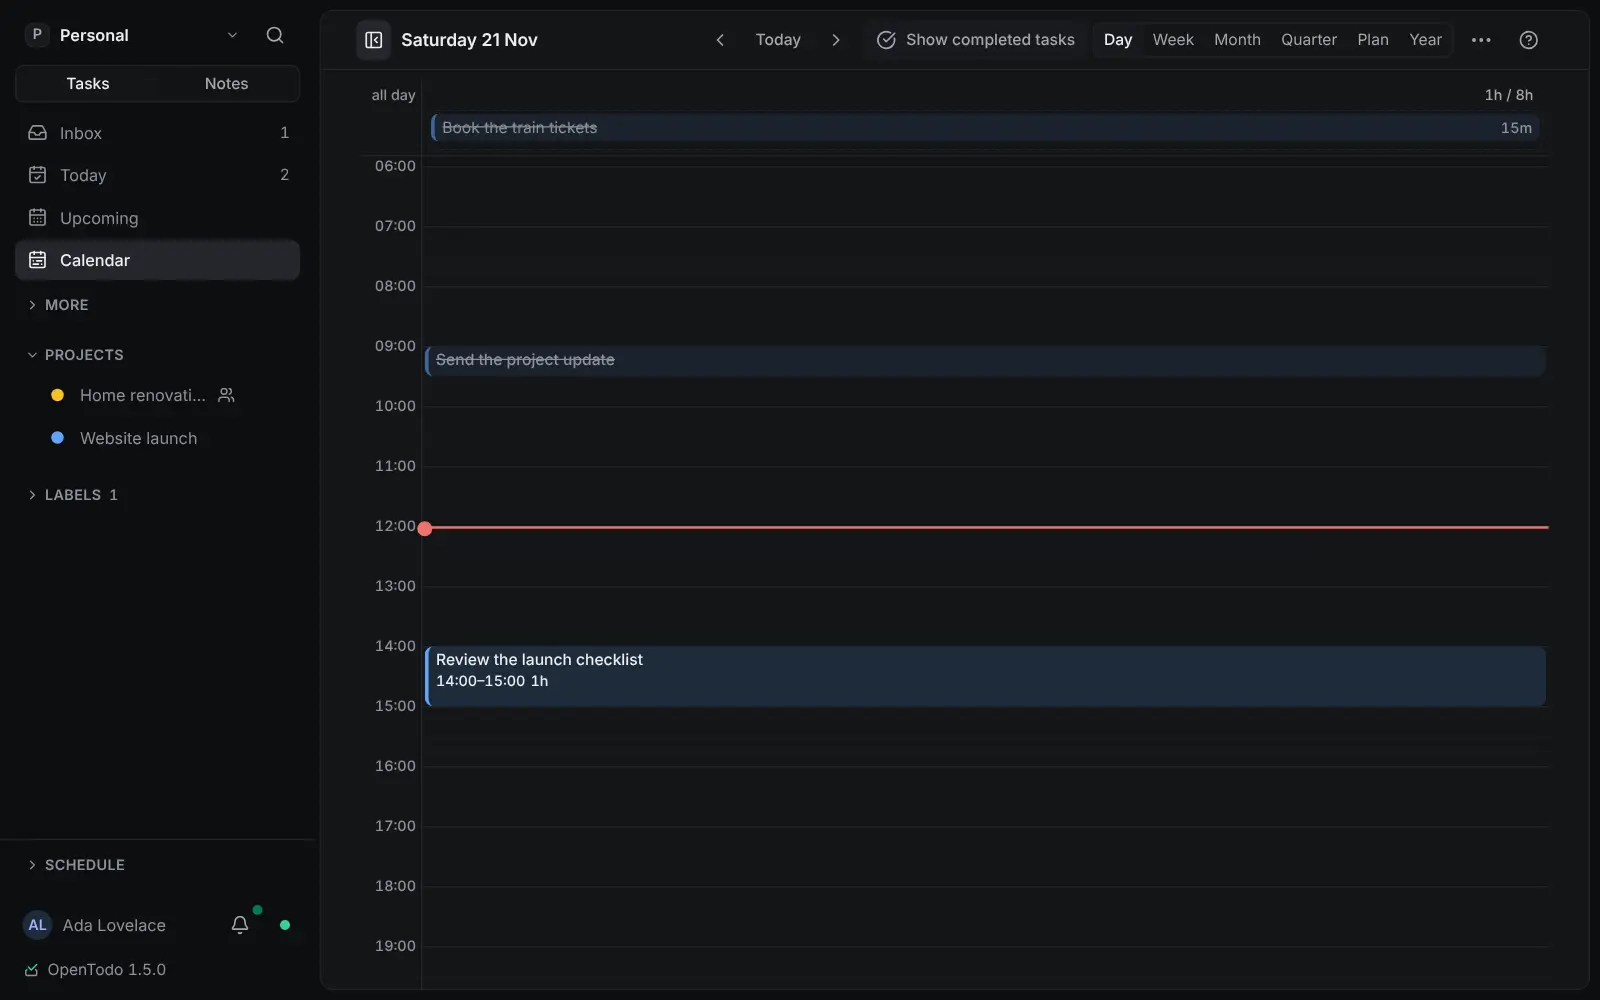 P Personal
Tasks Notes
Inbox 1
Today 2
Upcoming
Calendar
MORE
PROJECTS
Home renovati...
Website launch
LABELS 1
SCHEDULE
AL Ada Lovelace
OpenTodo 1.5.0
Saturday 21 Nov
Today
Show completed tasks
Day Week Month Quarter Plan Year
all day 1h / 8h
Book the train tickets 15m
06:00
07:00
08:00
09:00
Send the project update
10:00
11:00
12:00
13:00
14:00
Review the launch checklist
14:00–15:00 1h
15:00
16:00
17:00
18:00
19:00